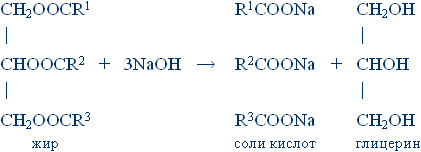 CH₂OOCR¹ R¹COONa CH₂OH
| |
CHOOCR² + 3NaOH → R²COONa + CHOH
| |
CH₂OOCR³ R³COONa CH₂OH
жир соли кислот глицерин